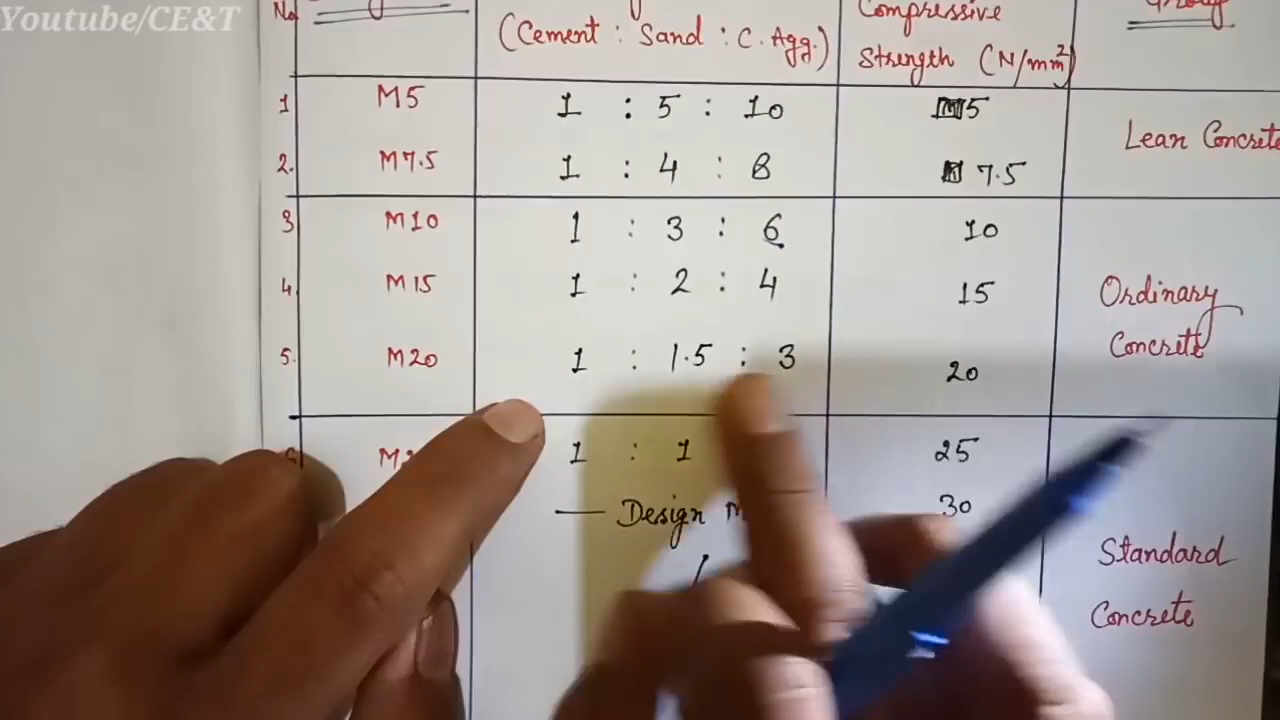 Youtube/CE&T
No
(Cement : Sand : C. Agg.)
Compressive
Strength (N/mm²)
1 M5 1 : 5 : 10 5
Lean Concrete
2. M7.5 1 : 4 : 8 7.5
3 M10 1 : 3 : 6 10
4. M15 1 : 2 : 4 15
Ordinary
Concrete
5. M20 1 : 1.5 : 3 20
1 : 1 25
Design 30
Standard
Concrete